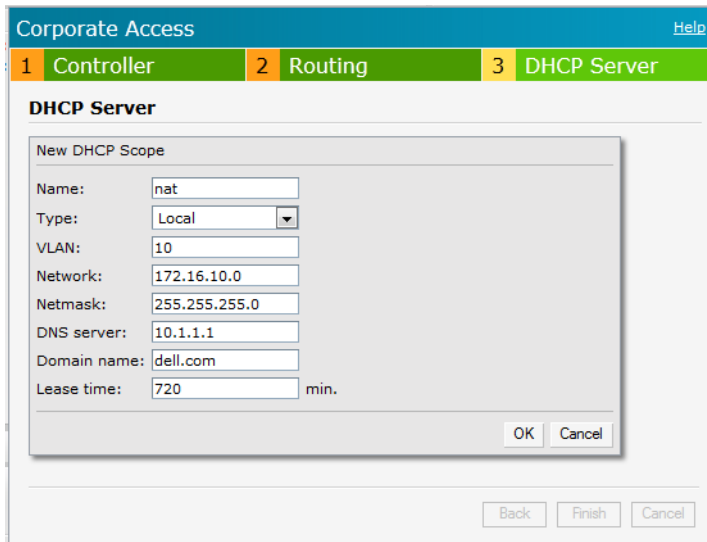 Corporate Access Help
1 Controller 2 Routing 3 DHCP Server
DHCP Server
New DHCP Scope
Name: nat
Type: Local
VLAN: 10
Network: 172.16.10.0
Netmask: 255.255.255.0
DNS server: 10.1.1.1
Domain name: dell.com
Lease time: 720 min.
OK Cancel
Back Finish Cancel